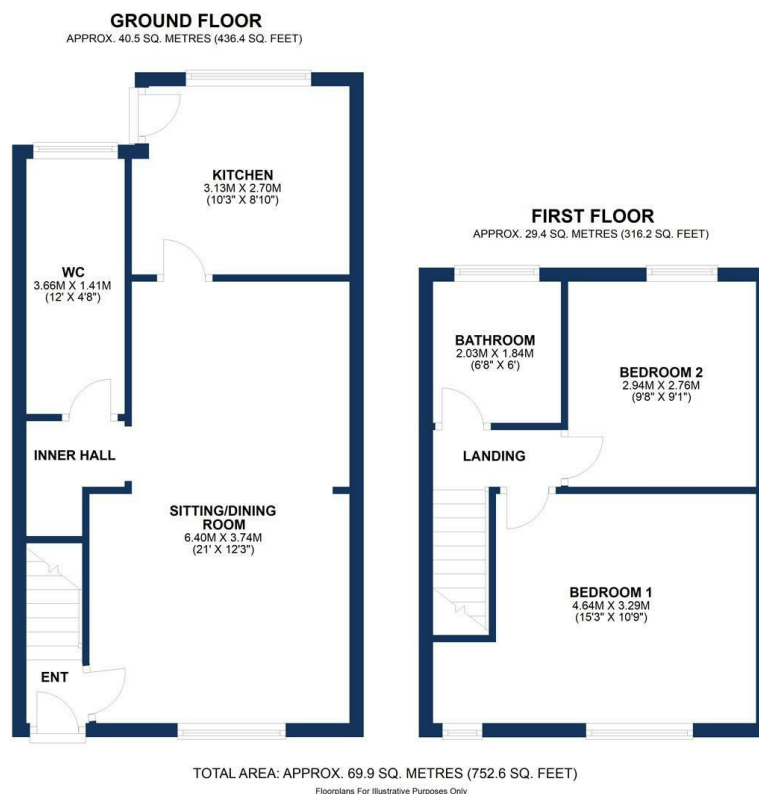 GROUND FLOOR
APPROX. 40.5 SQ. METRES (436.4 SQ. FEET)
KITCHEN
3.13M X 2.70M
(10'3" X 8'10")
WC
3.66M X 1.41M
(12' X 4'8")
INNER HALL
SITTING/DINING
ROOM
6.40M X 3.74M
(21' X 12'3")
ENT
FIRST FLOOR
APPROX. 29.4 SQ. METRES (316.2 SQ. FEET)
BATHROOM
2.03M X 1.84M
(6'8" X 6')
BEDROOM 2
2.94M X 2.76M
(9'8" X 9'1")
LANDING
BEDROOM 1
4.64M X 3.29M
(15'3" X 10'9")
TOTAL AREA: APPROX. 69.9 SQ. METRES (752.6 SQ. FEET)
Floorplans For Illustrative Purposes Only